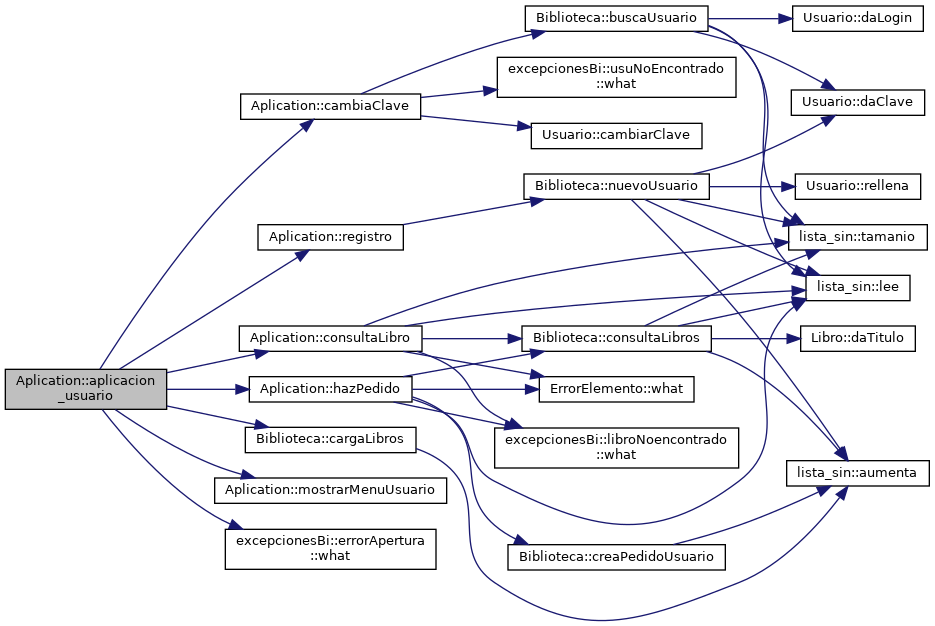 Aplication::aplicacion
_usuario
Aplication::cambiaClave
Aplication::registro
Aplication::consultaLibro
Aplication::hazPedido
Biblioteca::cargaLibros
Aplication::mostrarMenuUsuario
excepcionesBi::errorApertura
::what
Biblioteca::buscaUsuario
excepcionesBi::usuNoEncontrado
::what
Usuario::cambiarClave
Biblioteca::nuevoUsuario
Biblioteca::consultaLibros
ErrorElemento::what
excepcionesBi::libroNoencontrado
::what
Biblioteca::creaPedidoUsuario
Usuario::daLogin
Usuario::daClave
Usuario::rellena
lista_sin::tamanio
lista_sin::lee
Libro::daTitulo
lista_sin::aumenta